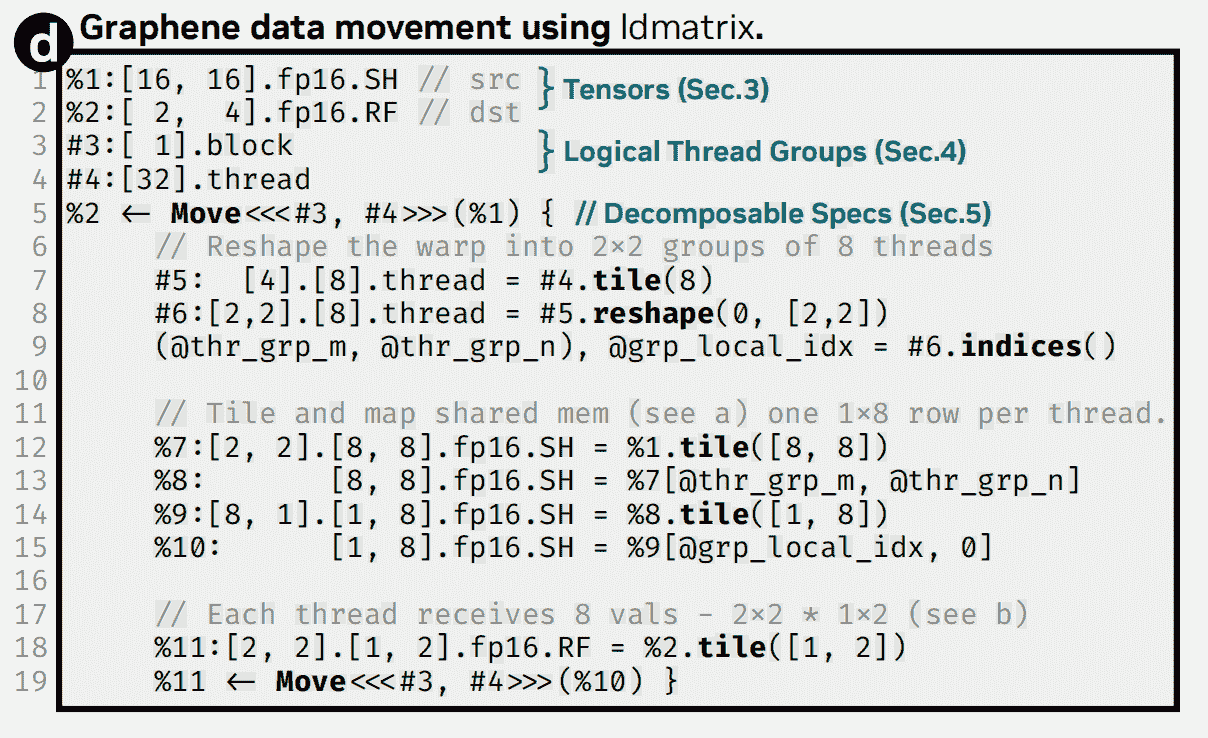 d Graphene data movement using ldmatrix.
1 %1:[16, 16].fp16.SH // src } Tensors (Sec.3)
2 %2:[ 2,  4].fp16.RF // dst
3 #3:[ 1].block } Logical Thread Groups (Sec.4)
4 #4:[32].thread
5 %2 <- Move<<<#3, #4>>>(%1) { // Decomposable Specs (Sec.5)
6 // Reshape the warp into 2×2 groups of 8 threads
7 #5:  [4].[8].thread = #4.tile(8)
8 #6:[2,2].[8].thread = #5.reshape(0, [2,2])
9 (@thr_grp_m, @thr_grp_n), @grp_local_idx = #6.indices()
10
11 // Tile and map shared mem (see a) one 1×8 row per thread.
12 %7:[2, 2].[8, 8].fp16.SH = %1.tile([8, 8])
13 %8:       [8, 8].fp16.SH = %7[@thr_grp_m, @thr_grp_n]
14 %9:[8, 1].[1, 8].fp16.SH = %8.tile([1, 8])
15 %10:      [1, 8].fp16.SH = %9[@grp_local_idx, 0]
16
17 // Each thread receives 8 vals – 2×2 * 1×2 (see b)
18 %11:[2, 2].[1, 2].fp16.RF = %2.tile([1, 2])
19 %11 <- Move<<<#3, #4>>>(%10) }